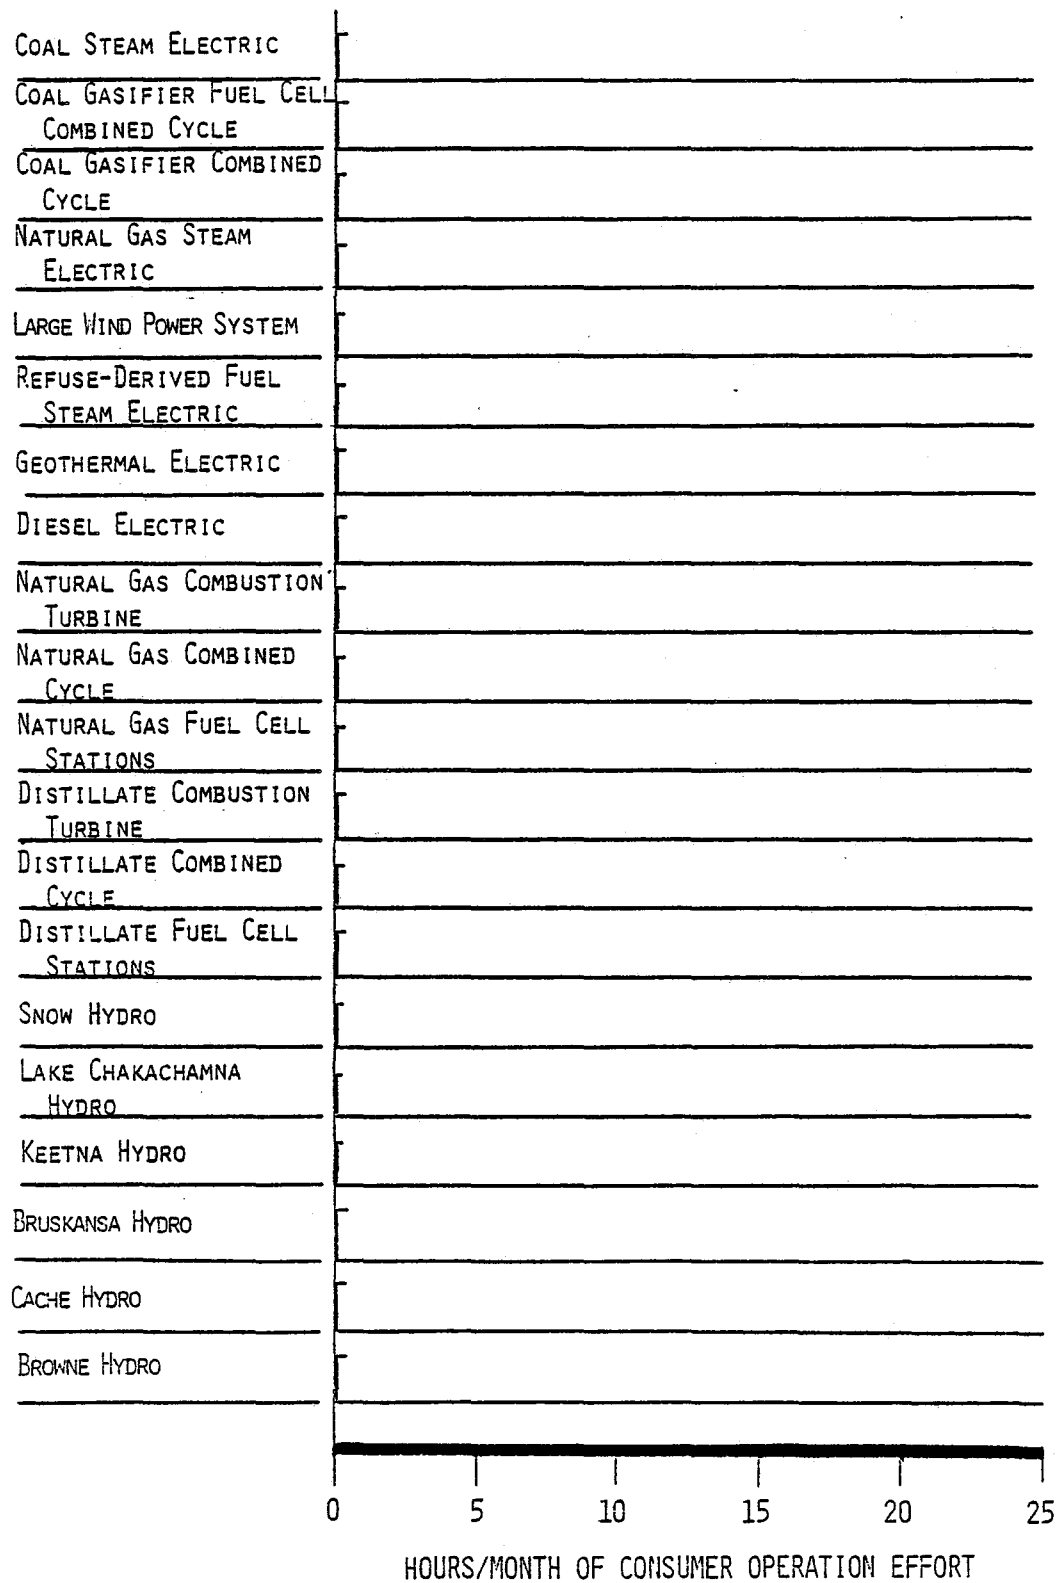 COAL STEAM ELECTRIC
COAL GASIFIER FUEL CELL
COMBINED CYCLE
COAL GASIFIER COMBINED
CYCLE
NATURAL GAS STEAM
ELECTRIC
LARGE WIND POWER SYSTEM
REFUSE-DERIVED FUEL
STEAM ELECTRIC
GEOTHERMAL ELECTRIC
DIESEL ELECTRIC
NATURAL GAS COMBUSTION
TURBINE
NATURAL GAS COMBINED
CYCLE
NATURAL GAS FUEL CELL
STATIONS
DISTILLATE COMBUSTION
TURBINE
DISTILLATE COMBINED
CYCLE
DISTILLATE FUEL CELL
STATIONS
SNOW HYDRO
LAKE CHAKACHAMNA
HYDRO
KEETNA HYDRO
BRUSKANSA HYDRO
CACHE HYDRO
BROWNE HYDRO
0 5 10 15 20 25
HOURS/MONTH OF CONSUMER OPERATION EFFORT